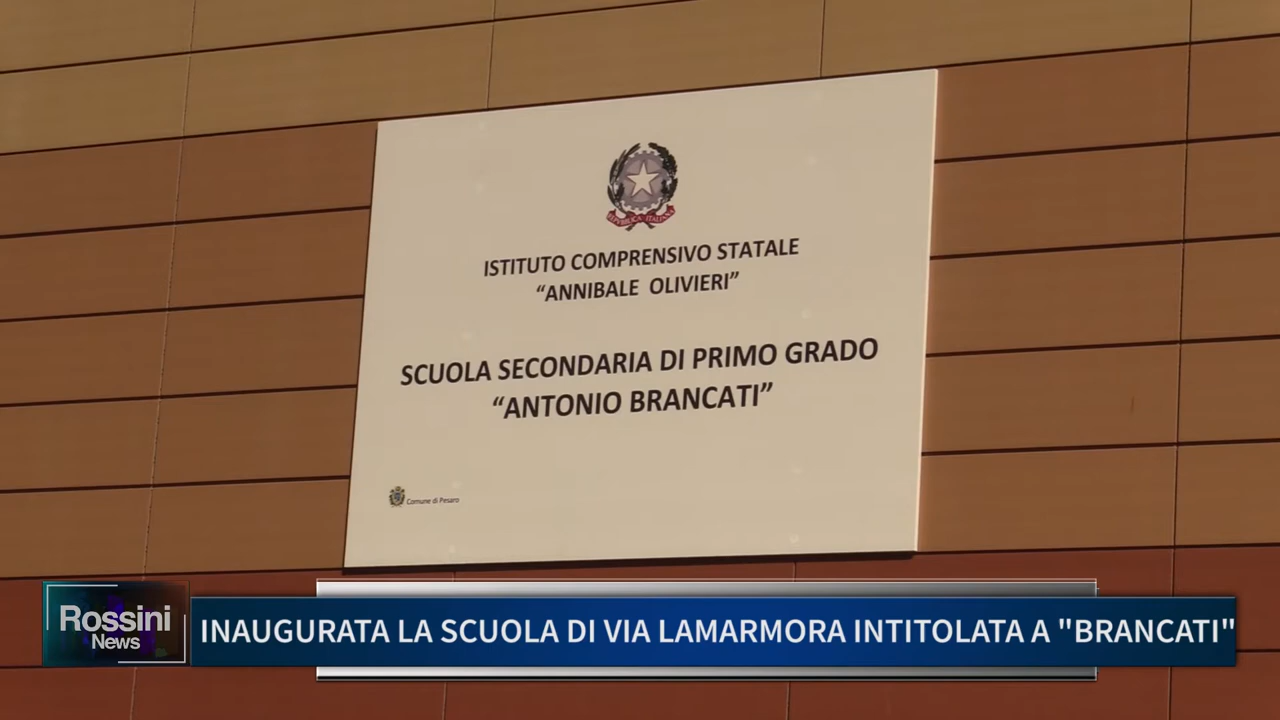 REPUBBLICA ITALIANA
ISTITUTO COMPRENSIVO STATALE
“ANNIBALE OLIVIERI”
SCUOLA SECONDARIA DI PRIMO GRADO
“ANTONIO BRANCATI”
Comune di Pesaro
Rossini
News
INAUGURATA LA SCUOLA DI VIA LAMARMORA INTITOLATA A "BRANCATI"